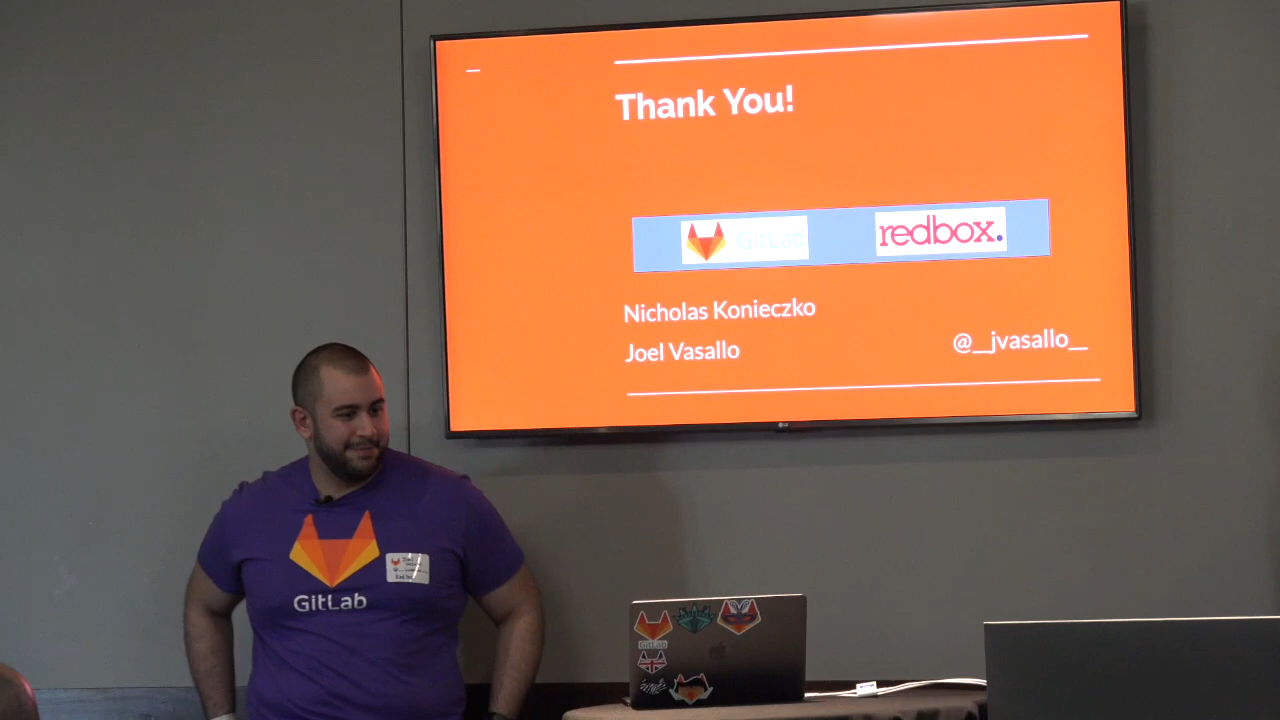 Thank You!
GitLab
redbox.
Nicholas Konieczko
Joel Vasallo
@__jvasallo__
GitLab
GitLab
LG